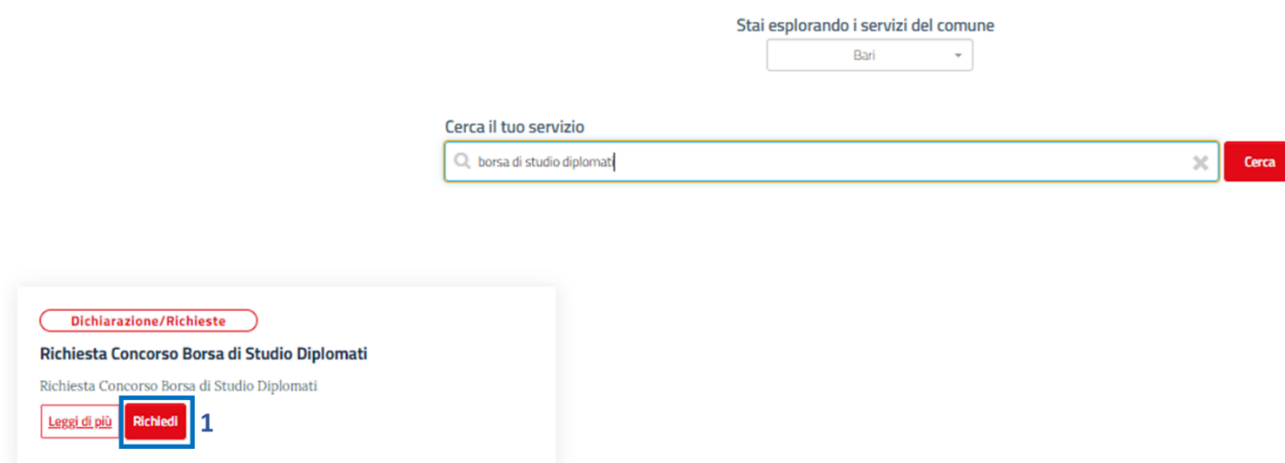 Stai esplorando i servizi del comune
Bari
Cerca il tuo servizio
borsa di studio diplomati
Cerca
Dichiarazione/Richieste
Richiesta Concorso Borsa di Studio Diplomati
Richiesta Concorso Borsa di Studio Diplomati
Leggi di più Richiedi 1